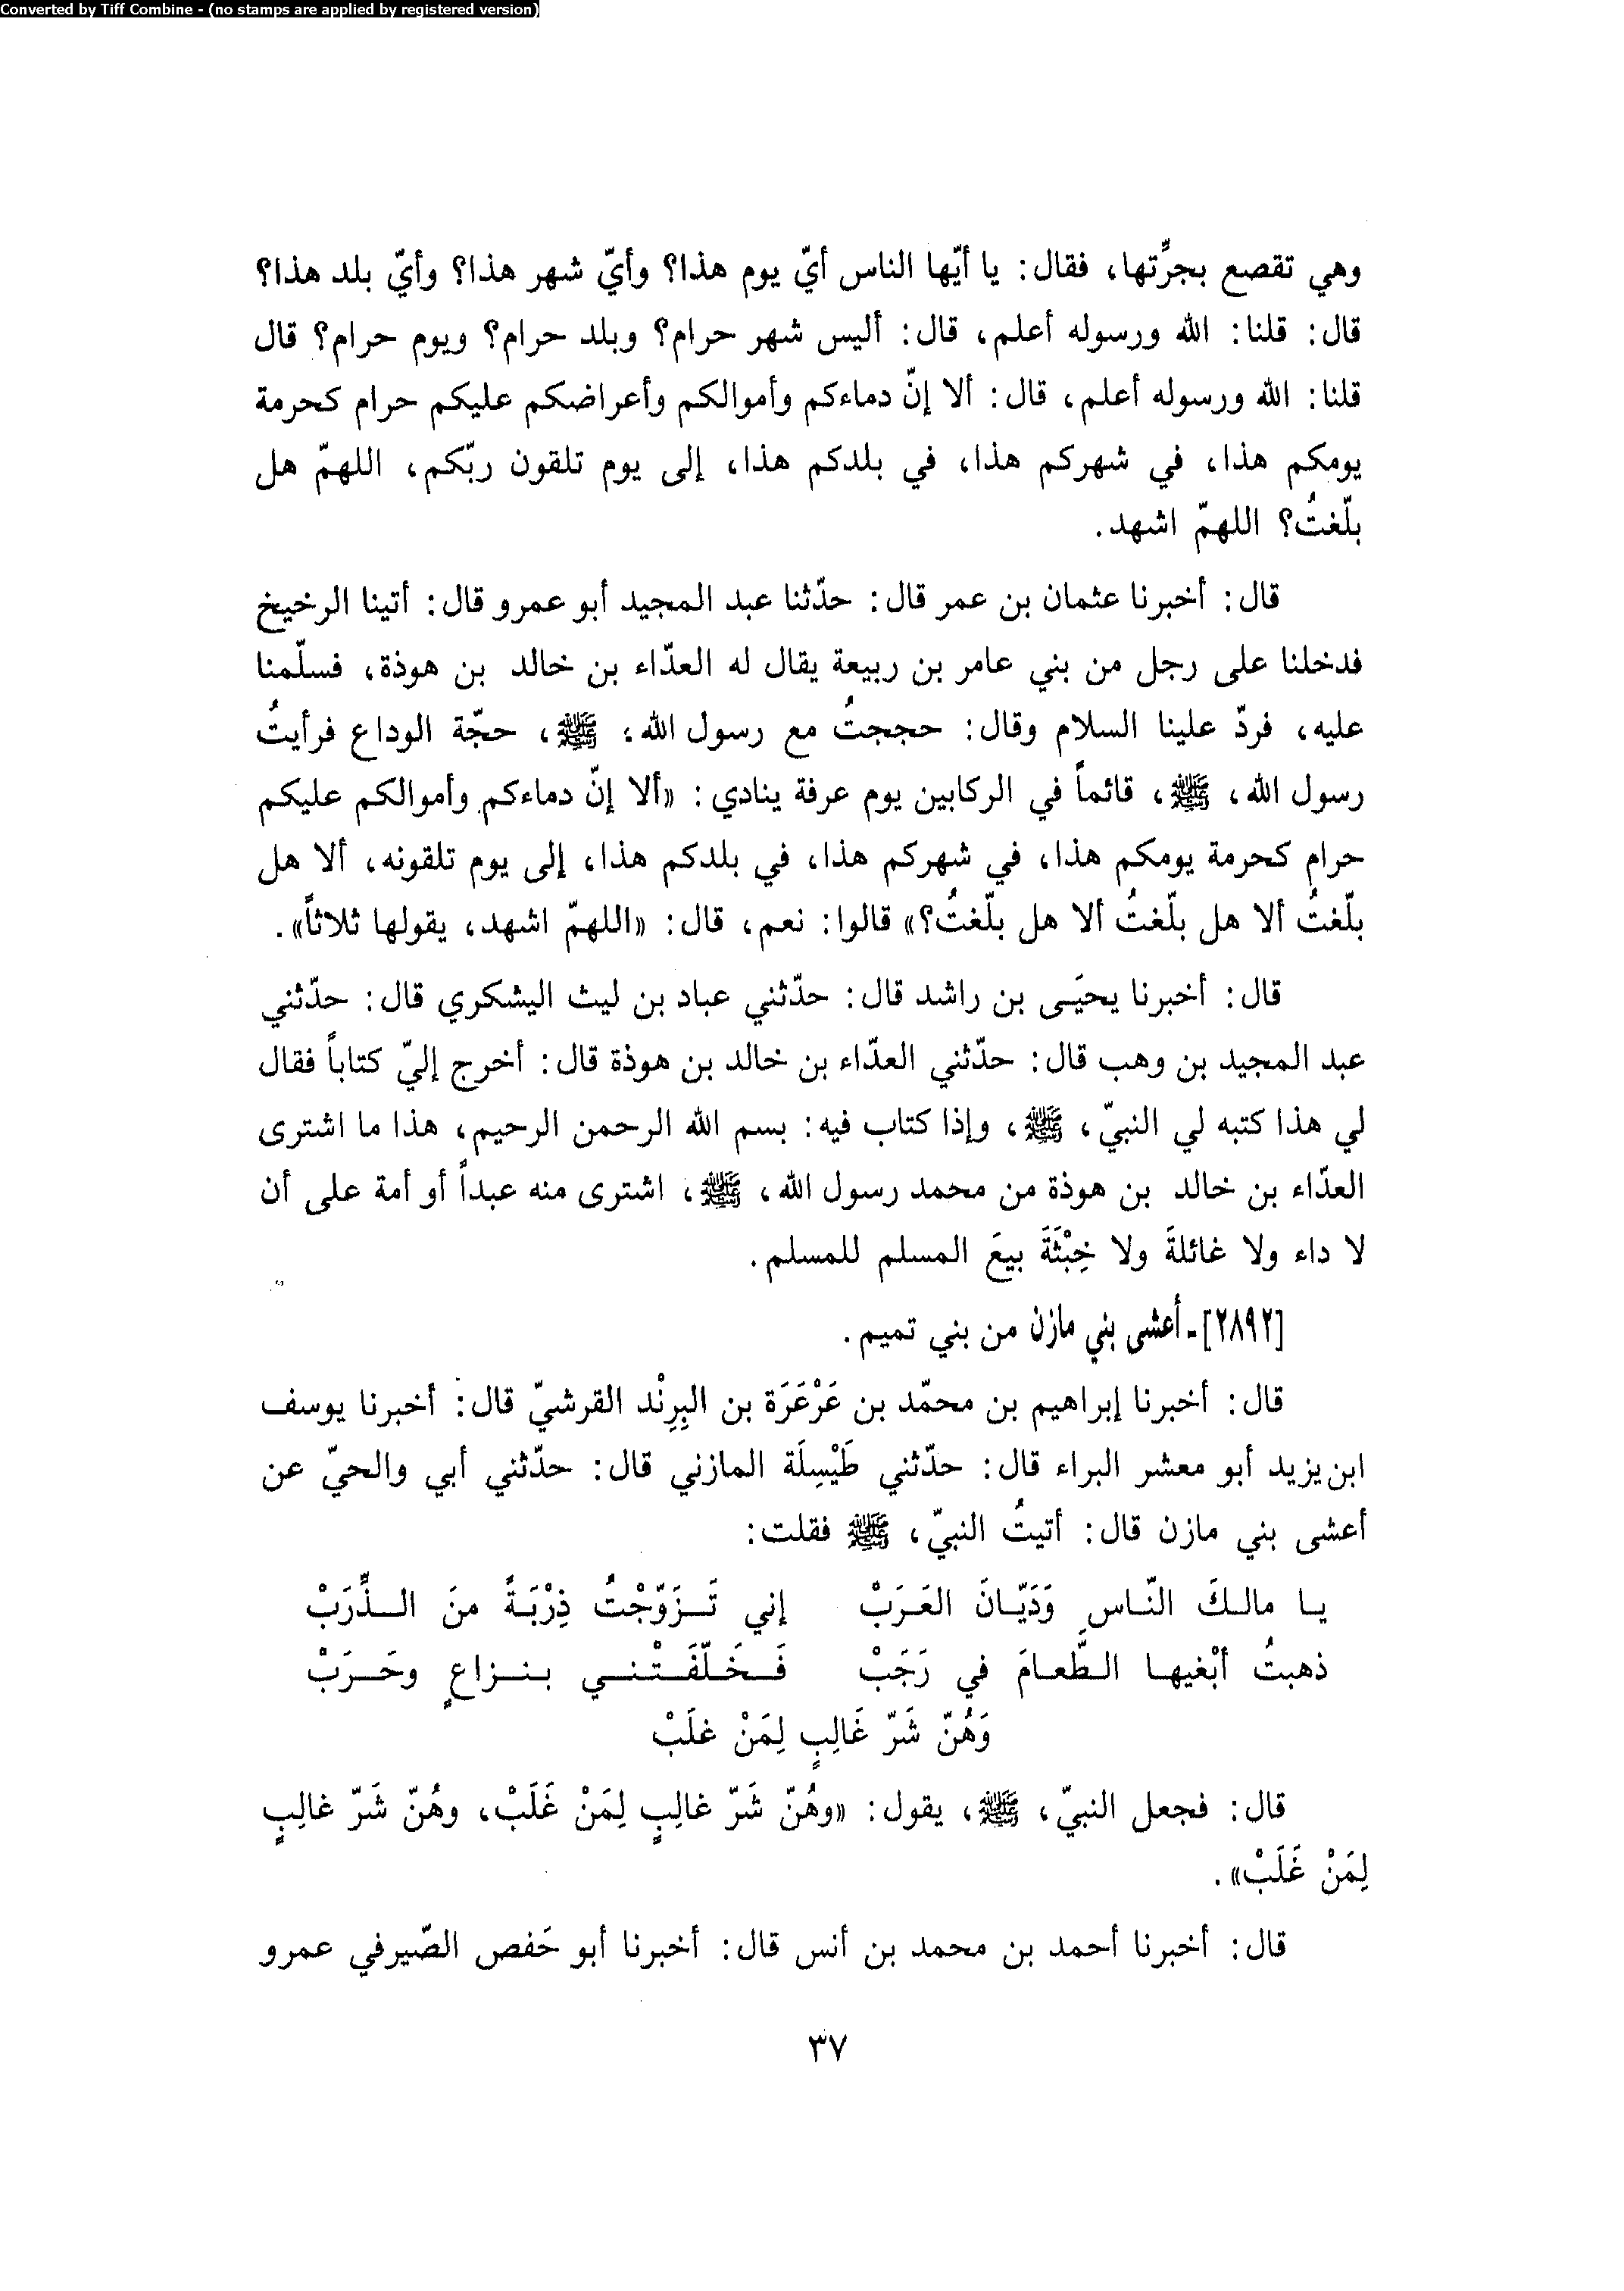 Converted by Tiff Combine - (no stamps are applied by registered version)
وهي تقصع بجرِّتها، فقال: يا أيّها الناس أيّ يوم هذا؟ وأيّ شهر هذا؟ وأيّ بلد هذا؟
قال: قلنا: الله ورسوله أعلم، قال: أليس شهر حرام؟ وبلد حرام؟ ويوم حرام؟ قال
قلنا: الله ورسوله أعلم، قال: ألا إنّ دماءكم وأموالكم وأعراضكم عليكم حرام كحرمة
يومكم هذا، في شهركم هذا، في بلدكم هذا، إلى يوم تلقون ربّكم، اللهمّ هل
بلّغتُ؟ اللهمّ اشهد.
قال: أخبرنا عثمان بن عمر قال: حدّثنا عبد المجيد أبو عمرو قال: أتينا الرخيخ
فدخلنا على رجل من بني عامر بن ربيعة يقال له العدّاء بن خالد بن هوذة، فسلّمنا
عليه، فردّ علينا السلام وقال: حججتُ مع رسول الله، ﷺ، حجّة الوداع فرأيتُ
رسول الله، ﷺ، قائماً في الركابين يوم عرفة ينادي: «ألا إنّ دماءكم وأموالكم عليكم
حرام كحرمة يومكم هذا، في شهركم هذا، في بلدكم هذا، إلى يوم تلقونه، ألا هل
بلّغتُ ألا هل بلّغتُ ألا هل بلّغتُ؟» قالوا: نعم، قال: «اللهمّ اشهد، يقولها ثلاثاً».
قال: أخبرنا يحيَى بن راشد قال: حدّثني عباد بن ليث اليشكري قال: حدّثني
عبد المجيد بن وهب قال: حدّثني العدّاء بن خالد بن هوذة قال: أخرج إليّ كتاباً فقال
لي هذا كتبه لي النبيّ، ﷺ، وإذا كتاب فيه: بسم الله الرحمن الرحيم، هذا ما اشترى
العدّاء بن خالد بن هوذة من محمد رسول الله، ﷺ، اشترى منه عبداً أو أمة على أن
لا داء ولا غائلةَ ولا خِبْثَةَ بيعَ المسلم للمسلم.
[٢٨٩٢] - أعشى بني مازن من بني تميم.
قال: أخبرنا إبراهيم بن محمّد بن عَرْعَرَة بن البِرِنْد القرشيّ قال: أخبرنا يوسف
ابن يزيد أبو معشر البراء قال: حدّثني طَيْسِلَة المازني قال: حدّثني أبي والحيّ عن
أعشى بني مازن قال: أتيتُ النبيّ، ﷺ فقلت:
يا مالكَ النّاسِ وَدَيّانَ العَرَبْ إني تَزَوّجْتُ ذِرْبَةً منَ الذِّرَبْ
ذهبتُ أبْغيها الطَّعامَ في رَجَبْ فَخَلّفَتْني بنزاعٍ وحَرَبْ
وَهُنّ شَرّ غَالِبٍ لِمَنْ غلَبْ
قال: فجعل النبيّ، ﷺ، يقول: «وهُنّ شَرّ غالِبٍ لِمَنْ غَلَبْ، وهُنّ شَرّ غالِبٍ
لِمَنْ غَلَبْ».
قال: أخبرنا أحمد بن محمد بن أنس قال: أخبرنا أبو حَفص الصّيرفي عمرو
٣٧